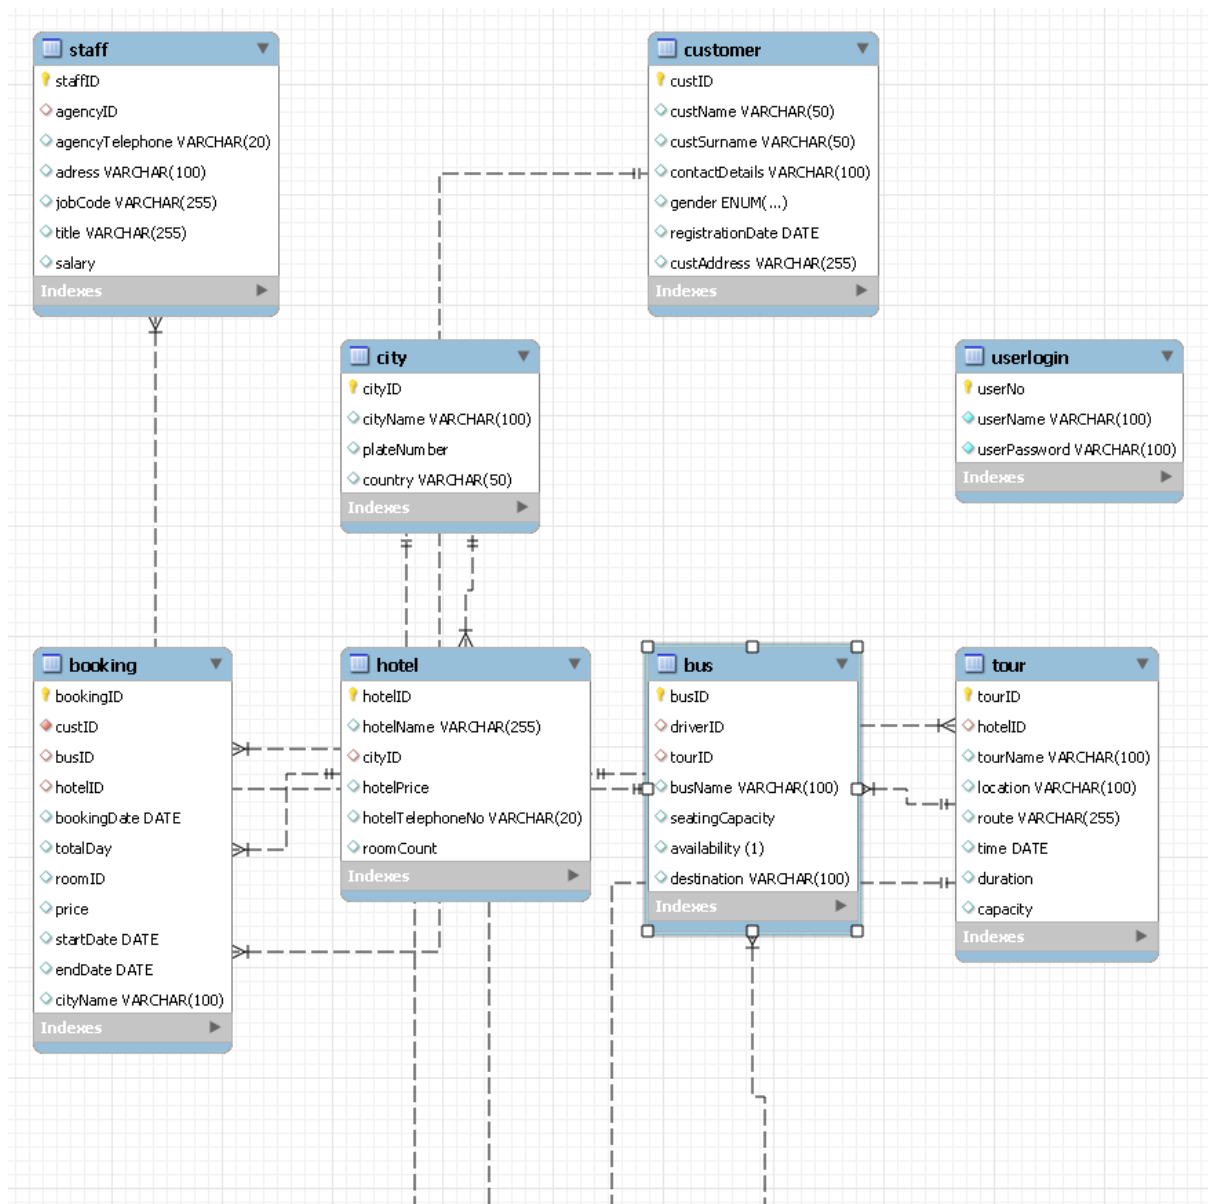 staff
staffID
agencyID
agencyTelephone VARCHAR(20)
adress VARCHAR(100)
jobCode VARCHAR(255)
title VARCHAR(255)
salary
Indexes
customer
custID
custName VARCHAR(50)
custSurname VARCHAR(50)
contactDetails VARCHAR(100)
gender ENUM(...)
registrationDate DATE
custAddress VARCHAR(255)
Indexes
city
cityID
cityName VARCHAR(100)
plateNumber
country VARCHAR(50)
Indexes
userlogin
userNo
userName VARCHAR(100)
userPassword VARCHAR(100)
Indexes
booking
bookingID
custID
busID
hotelID
bookingDate DATE
totalDay
roomID
price
startDate DATE
endDate DATE
cityName VARCHAR(100)
Indexes
hotel
hotelID
hotelName VARCHAR(255)
cityID
hotelPrice
hotelTelephoneNo VARCHAR(20)
roomCount
Indexes
bus
busID
driverID
tourID
busName VARCHAR(100)
seatingCapacity
availability (1)
destination VARCHAR(100)
Indexes
tour
tourID
hotelID
tourName VARCHAR(100)
location VARCHAR(100)
route VARCHAR(255)
time DATE
duration
capacity
Indexes